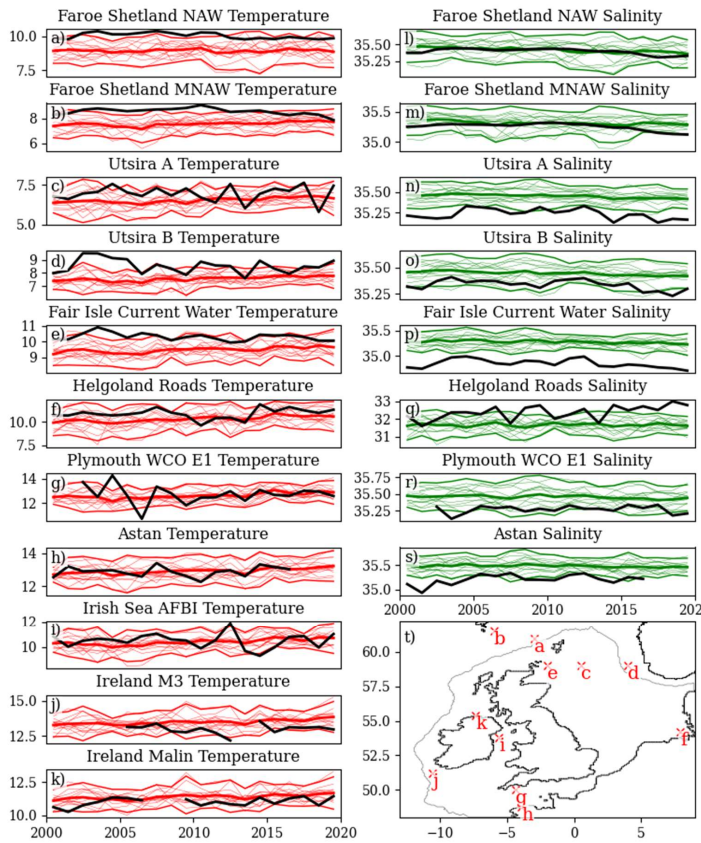 Faroe Shetland NAW Temperature
10.0
7.5
a)
Faroe Shetland MNAW Temperature
8
6
b)
Utsira A Temperature
7.5
5.0
c)
Utsira B Temperature
9
8
7
d)
Fair Isle Current Water Temperature
11
10
9
e)
Helgoland Roads Temperature
10.0
7.5
f)
Plymouth WCO E1 Temperature
14
12
g)
Astan Temperature
14
12
h)
Irish Sea AFBI Temperature
12
10
i)
Ireland M3 Temperature
15.0
12.5
j)
Ireland Malin Temperature
12.5
10.0
k)
2000 2005 2010 2015 2020
Faroe Shetland NAW Salinity
35.50
35.25
l)
Faroe Shetland MNAW Salinity
35.5
35.0
m)
Utsira A Salinity
35.50
35.25
n)
Utsira B Salinity
35.50
35.25
o)
Fair Isle Current Water Salinity
35.5
35.0
p)
Helgoland Roads Salinity
33
32
31
q)
Plymouth WCO E1 Salinity
35.75
35.50
35.25
r)
Astan Salinity
35.5
35.0
s)
2000 2005 2010 2015 202
t)
60.0
57.5
55.0
52.5
50.0
b
a
e c d
k
i
f
j
g
h
−10 −5 0 5